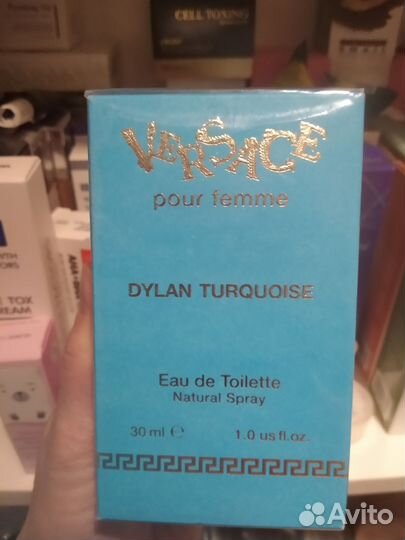 CELL TOXING
VERSACE
pour femme
DYLAN TURQUOISE
Eau de Toilette
Natural Spray
30 ml ℮ 1.0 us fl.oz.
E TOX
CREAM
Avito